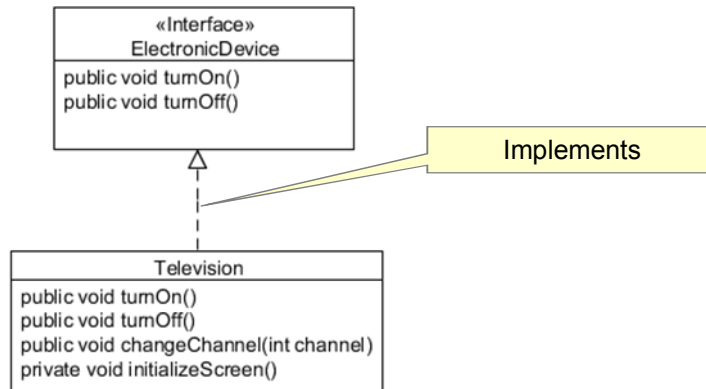 «Interface»
ElectronicDevice
public void turnOn()
public void turnOff()
Implements
Television
public void turnOn()
public void turnOff()
public void changeChannel(int channel)
private void initializeScreen()